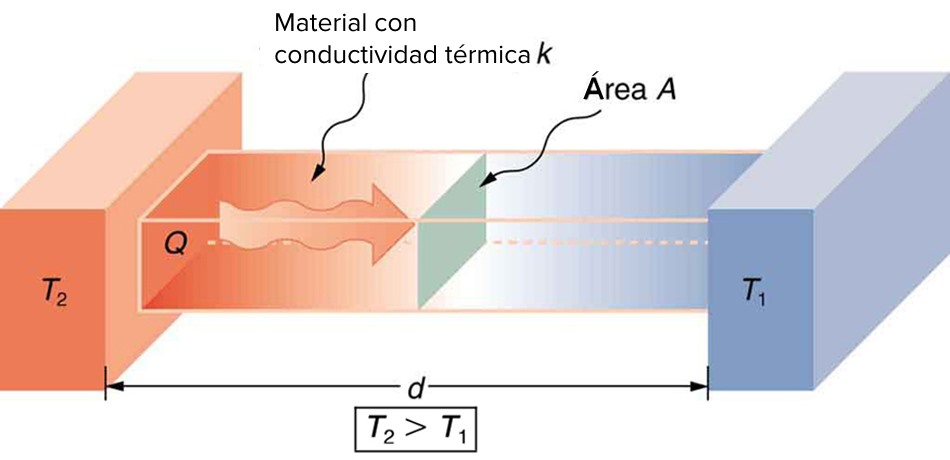 Material con
conductividad térmica k
Área A
Q
T₂
T₁
d
T₂ > T₁